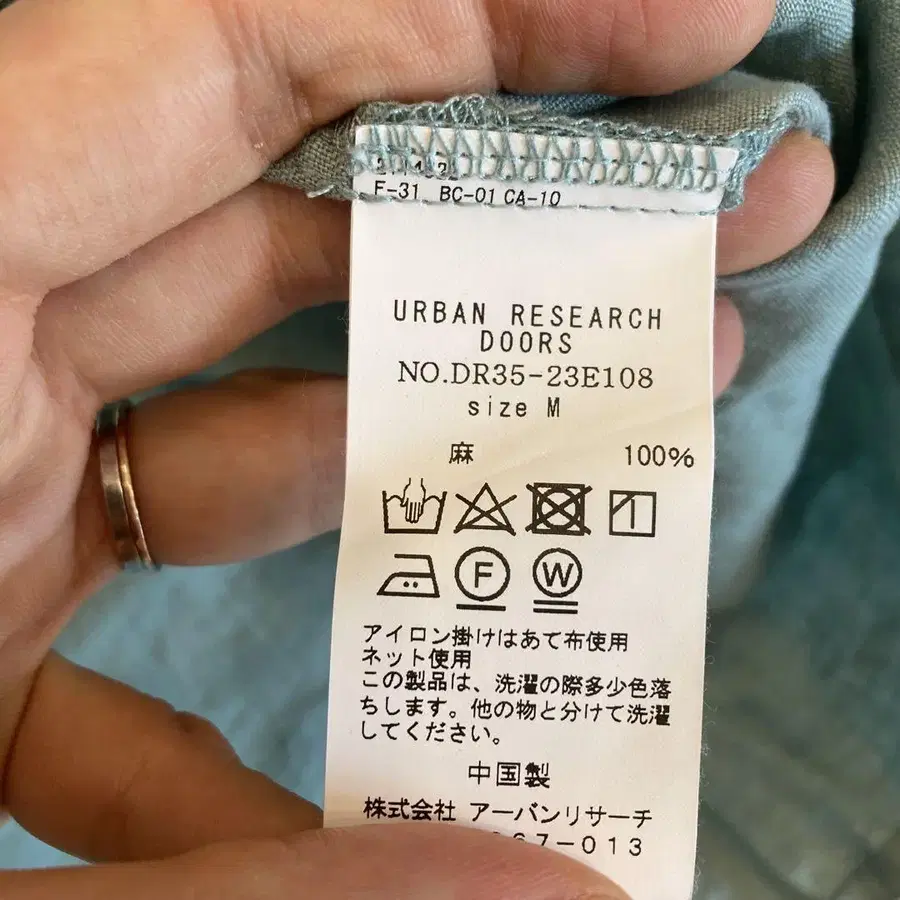 F-31 BC-01 CA-10
URBAN RESEARCH
DOORS
NO.DR35-23E108
size M
麻 100%
F W
アイロン掛けはあて布使用
ネット使用
この製品は、洗濯の際多少色落
ちします。他の物と分けて洗濯
してください。
中国製
株式会社 アーバンリサーチ
7-013